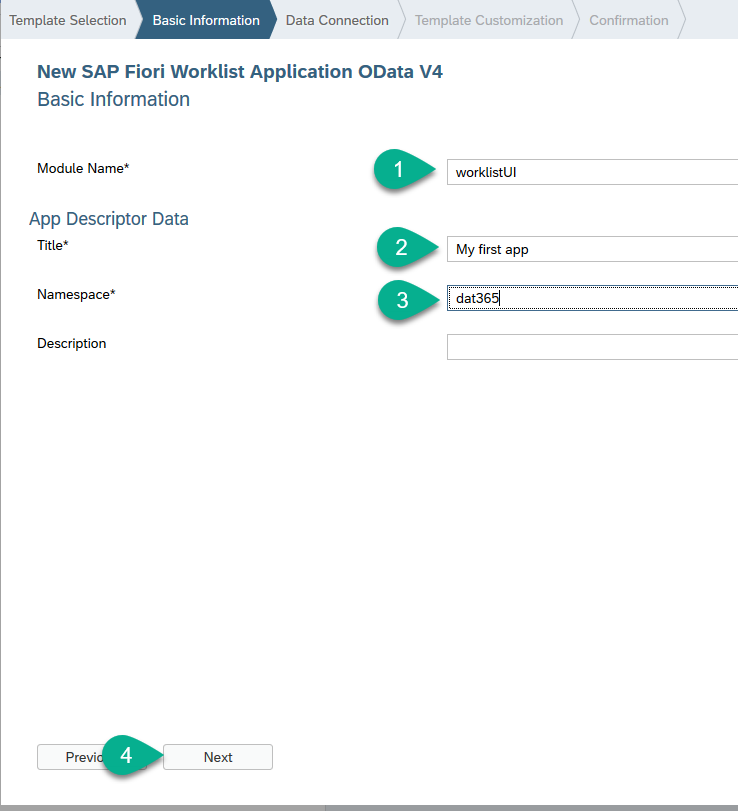 Template Selection Basic Information Data Connection Template Customization Confirmation
New SAP Fiori Worklist Application OData V4
Basic Information
Module Name* 1 worklistUI
App Descriptor Data
Title* 2 My first app
Namespace* 3 dat365
Description
Previc 4 Next